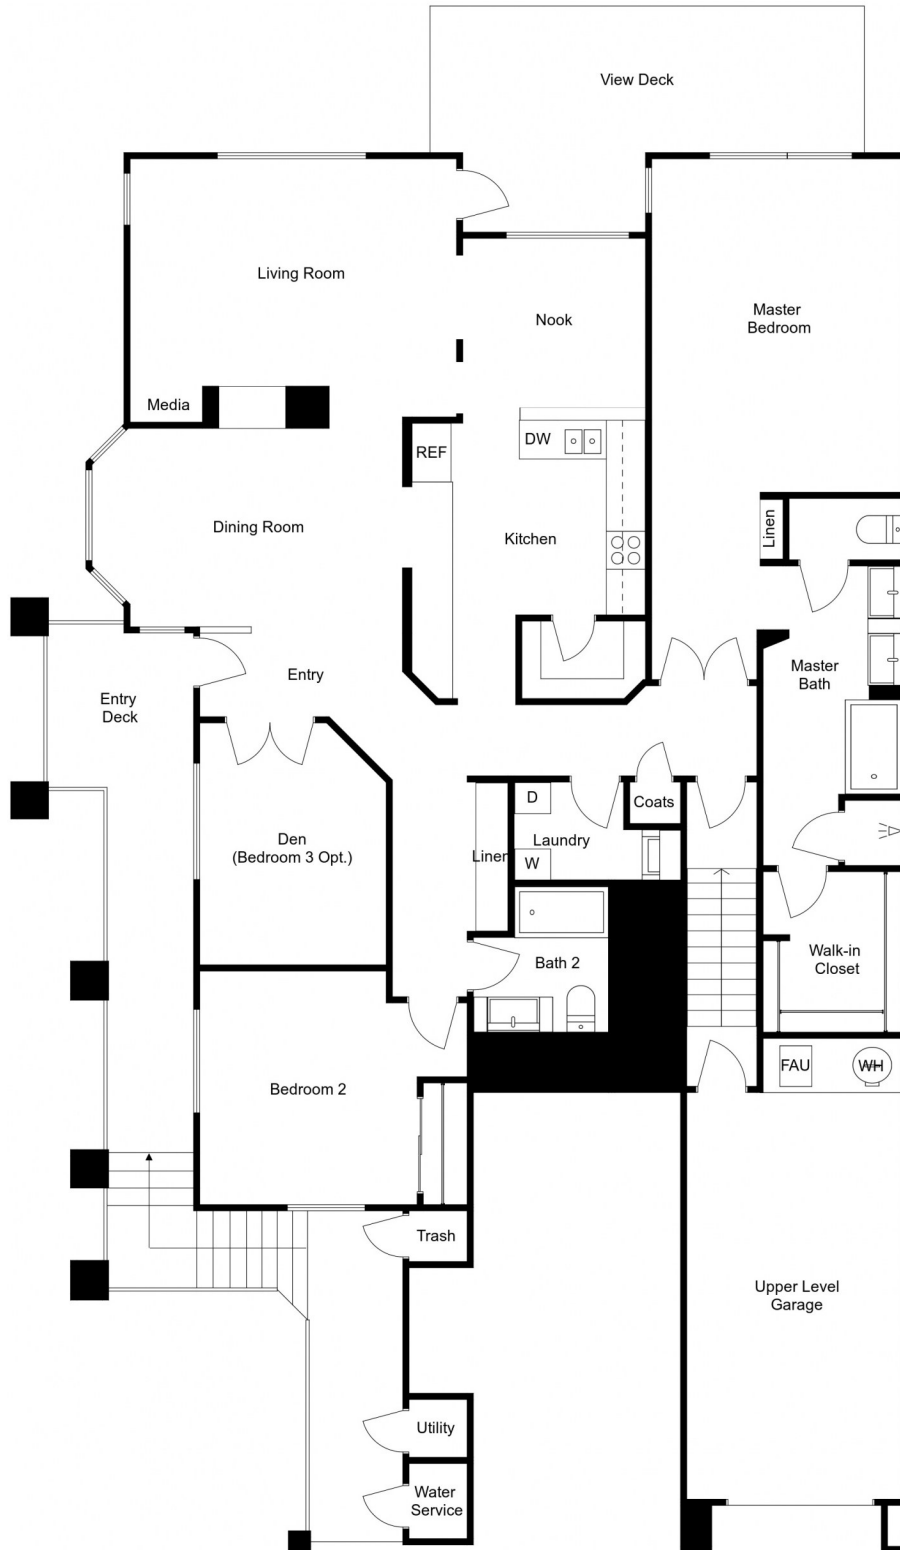 View Deck
Living Room
Nook
Master
Bedroom
Media
REF
DW
Dining Room
Kitchen
Linen
Entry
Deck
Entry
Master
Bath
D
Coats
Den
(Bedroom 3 Opt.)
Linen
Laundry
W
Bath 2
Walk-in
Closet
Bedroom 2
FAU
WH
Trash
Upper Level
Garage
Utility
Water
Service